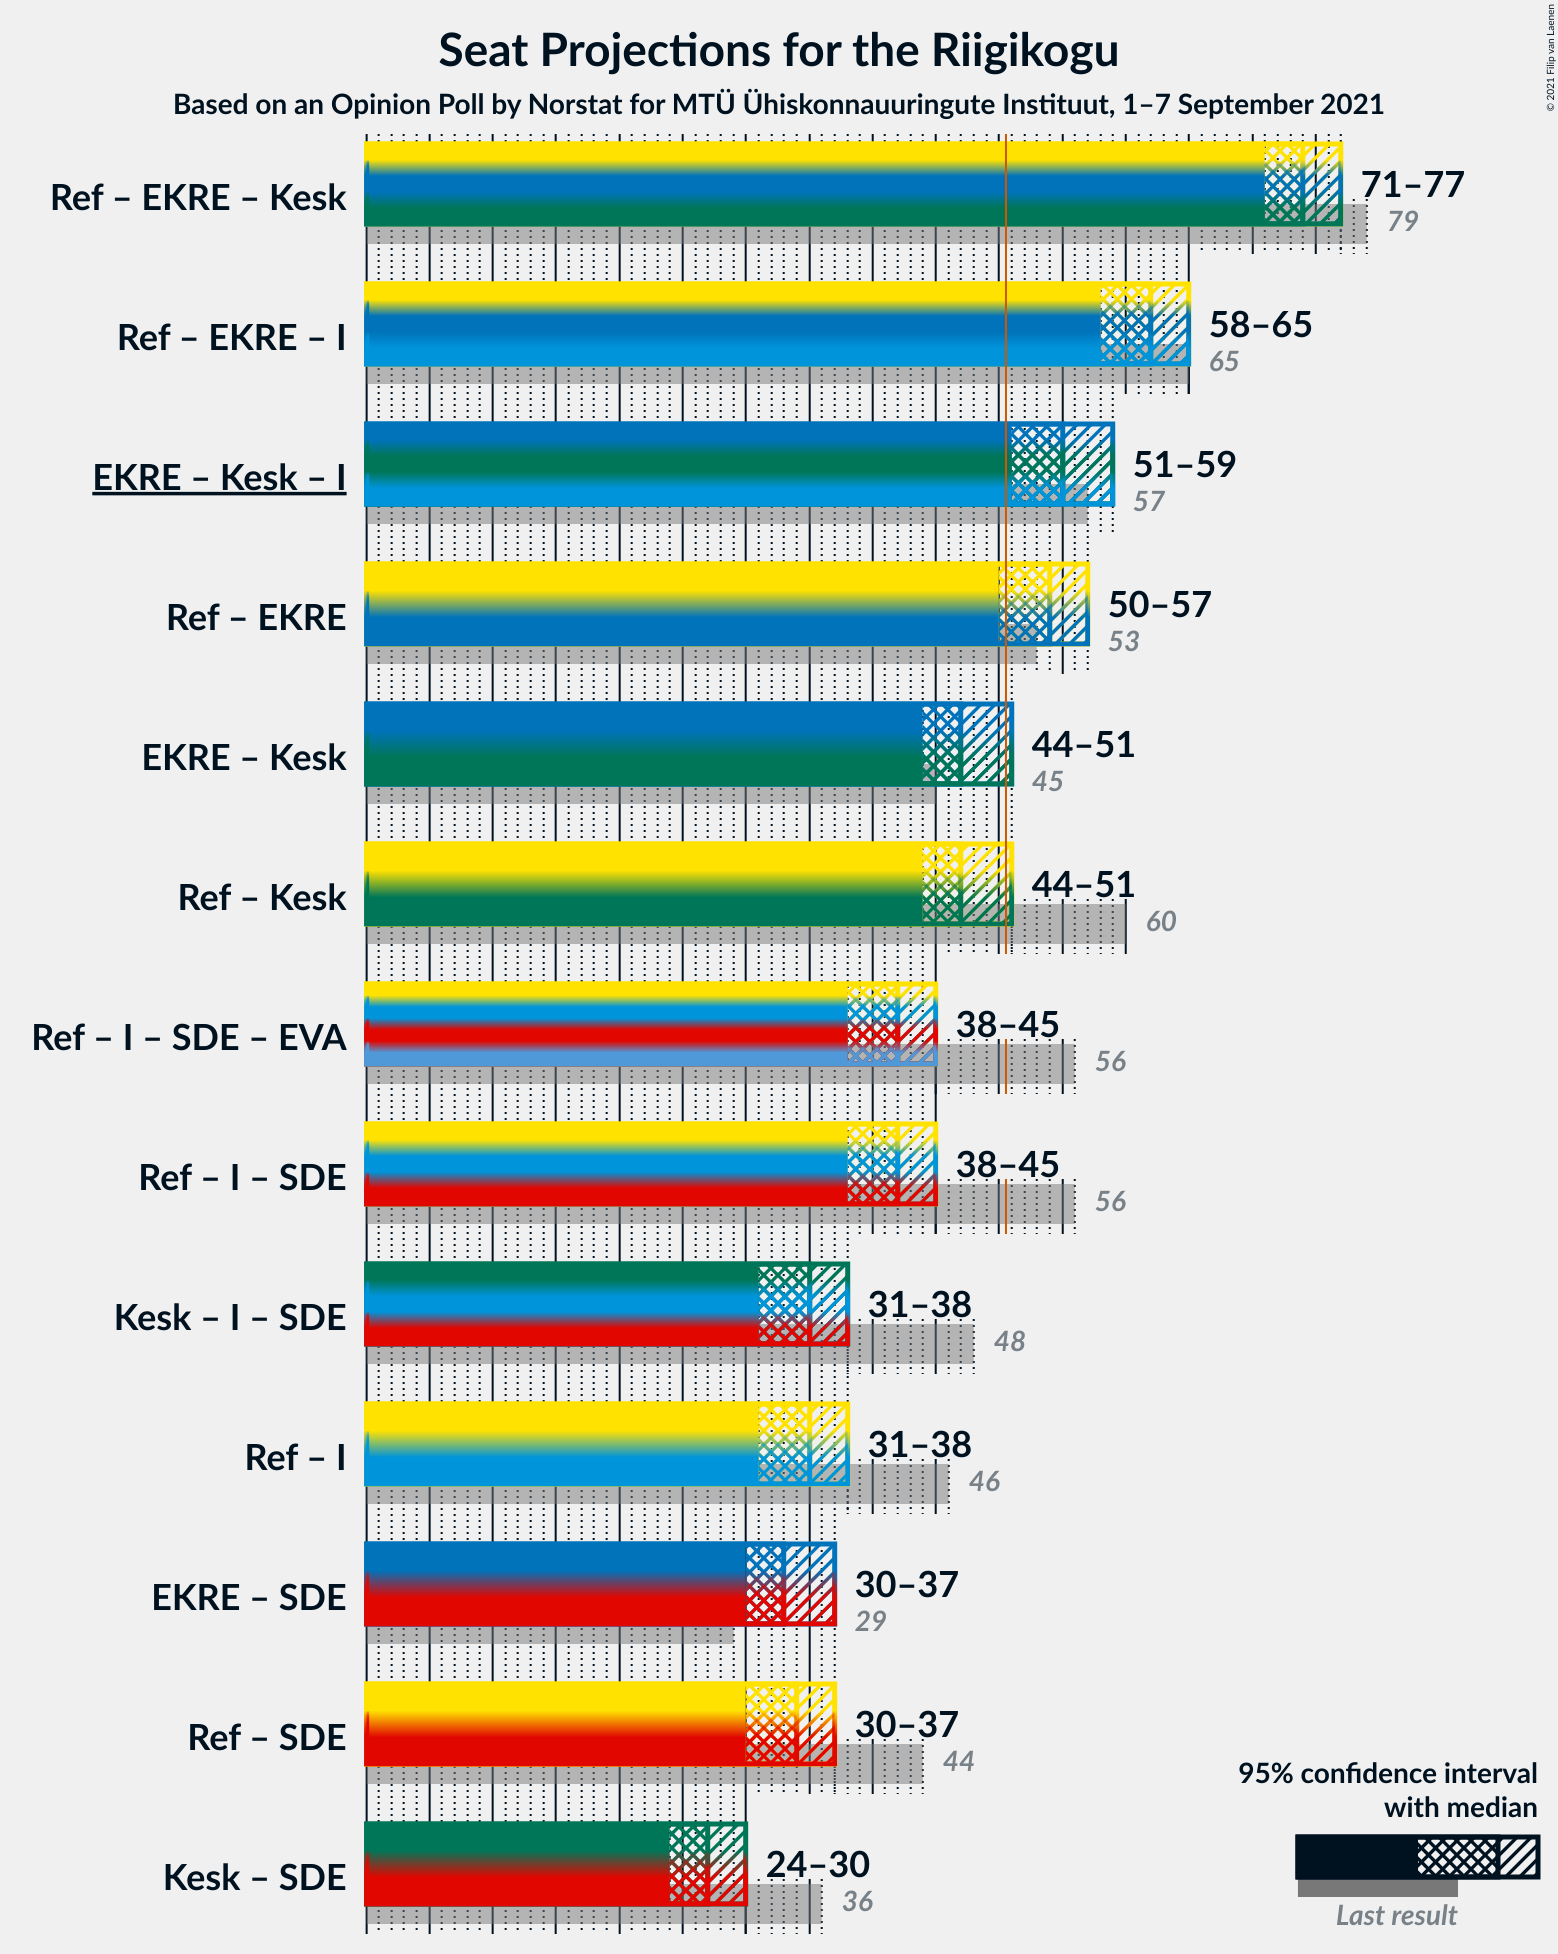 Seat Projections for the Riigikogu
Based on an Opinion Poll by Norstat for MTÜ Ühiskonnauuringute Instituut, 1–7 September 2021
© 2021 Filip van Laenen
Ref – EKRE – Kesk
71–77
79
Ref – EKRE – I
58–65
65
EKRE – Kesk – I
51–59
57
Ref – EKRE
50–57
53
EKRE – Kesk
44–51
45
Ref – Kesk
44–51
60
Ref – I – SDE – EVA
38–45
56
Ref – I – SDE
38–45
56
Kesk – I – SDE
31–38
48
Ref – I
31–38
46
EKRE – SDE
30–37
29
Ref – SDE
30–37
44
Kesk – SDE
24–30
36
95% confidence interval
with median
Last result